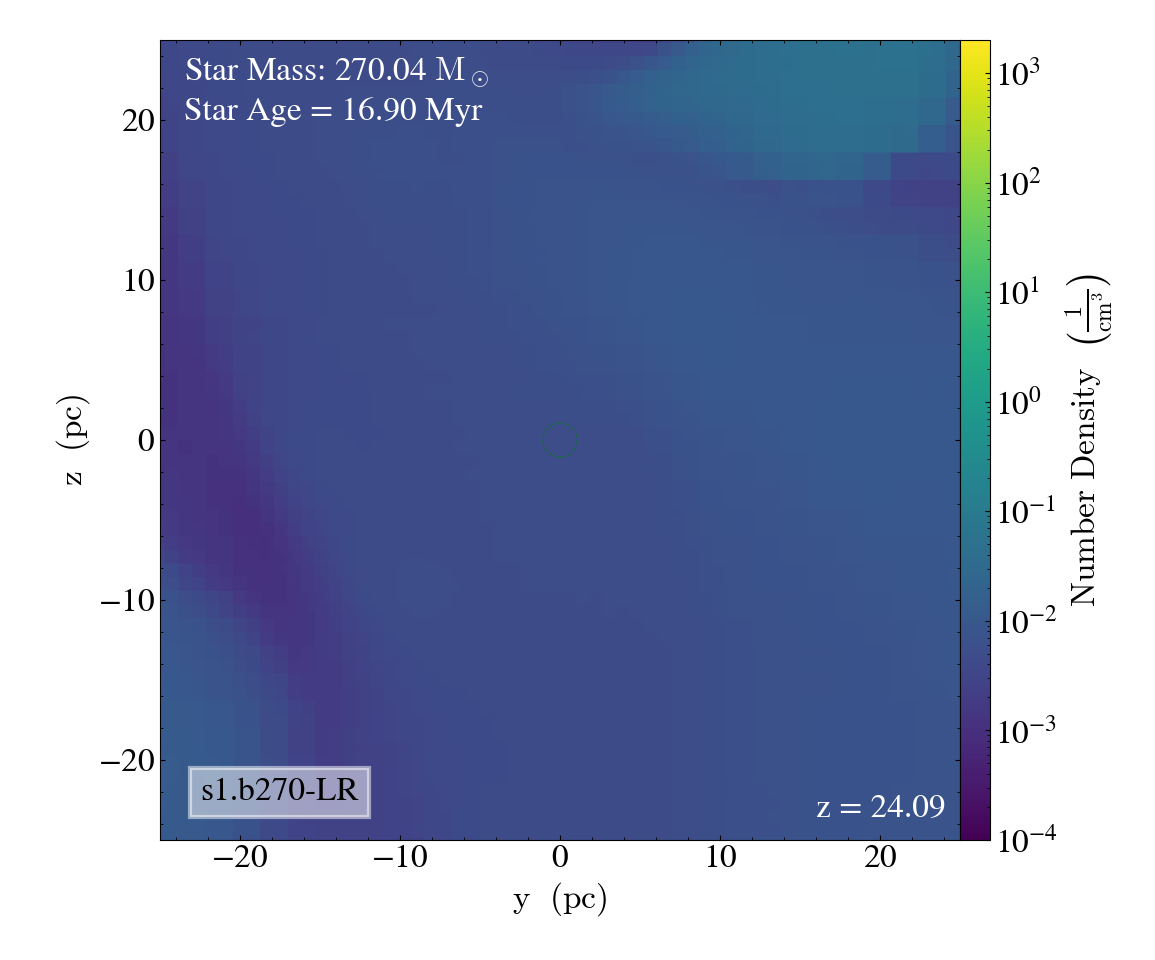 Star Mass: 270.04 M⊙
Star Age = 16.90 Myr
20
10
0
−10
−20
z (pc)
s1.b270-LR
z = 24.09
−20 −10 0 10 20
y (pc)
10³
10²
10¹
10⁰
10⁻¹
10⁻²
10⁻³
10⁻⁴
Number Density (1/cm³)